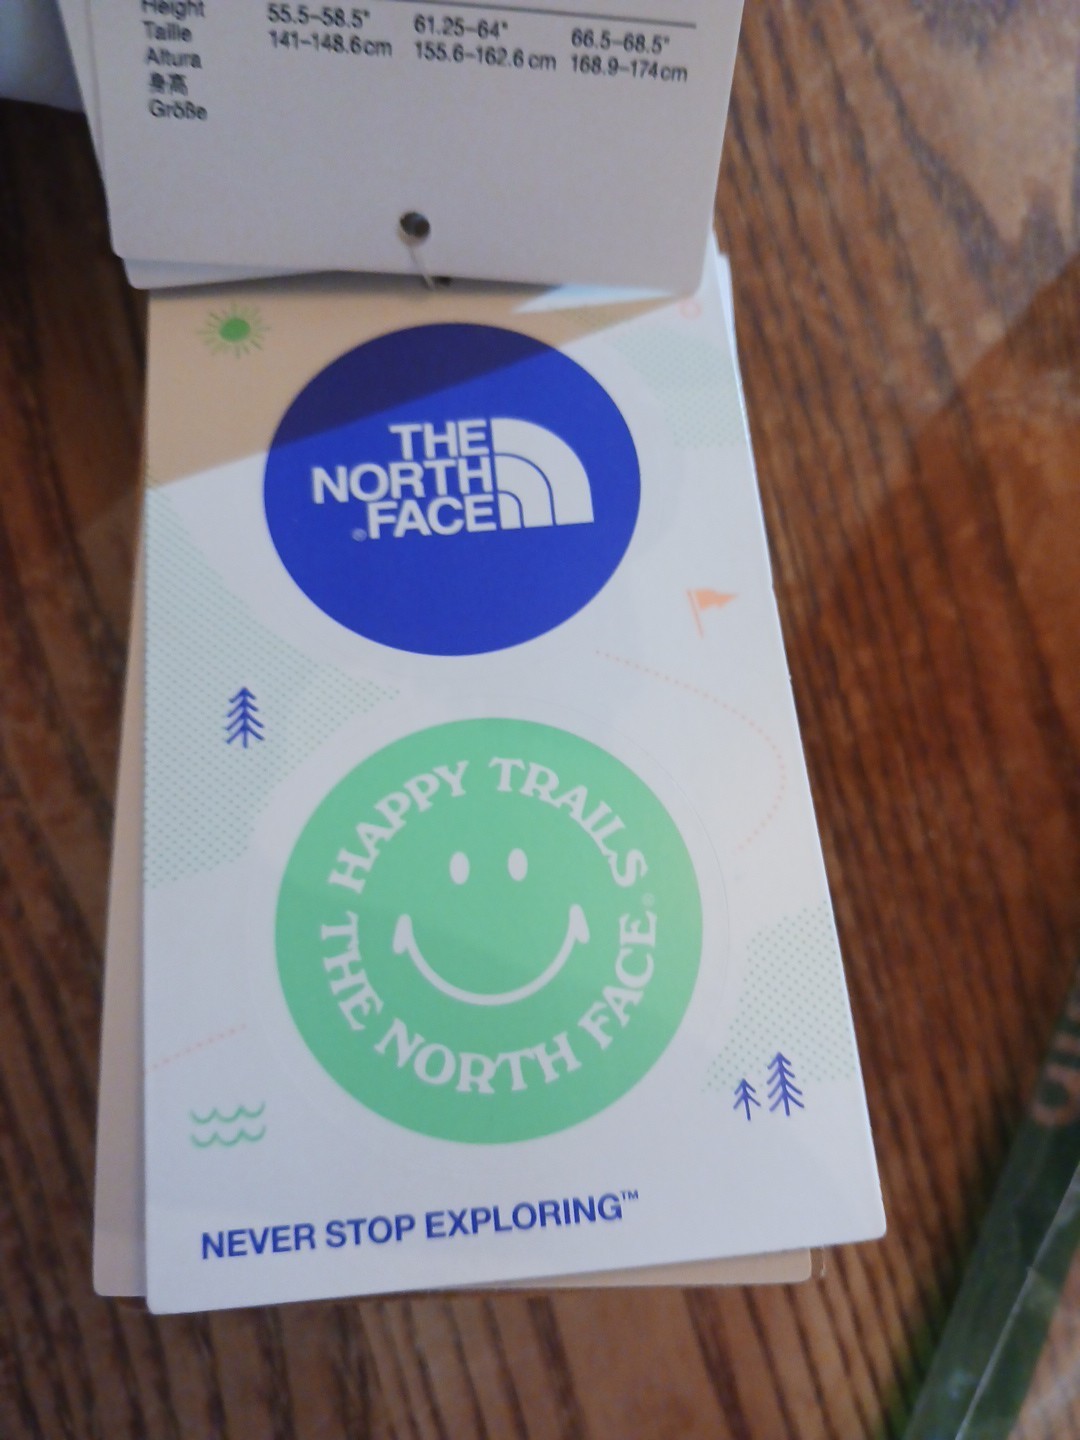 Height 55.5–58.5" 61.25–64" 66.5–68.5"
Taille 141–148.6cm 155.6–162.6 cm 168.9–174cm
Altura
身高
Größe
THE
NORTH
®FACE
HAPPY TRAILS
THE NORTH FACE®
NEVER STOP EXPLORING™